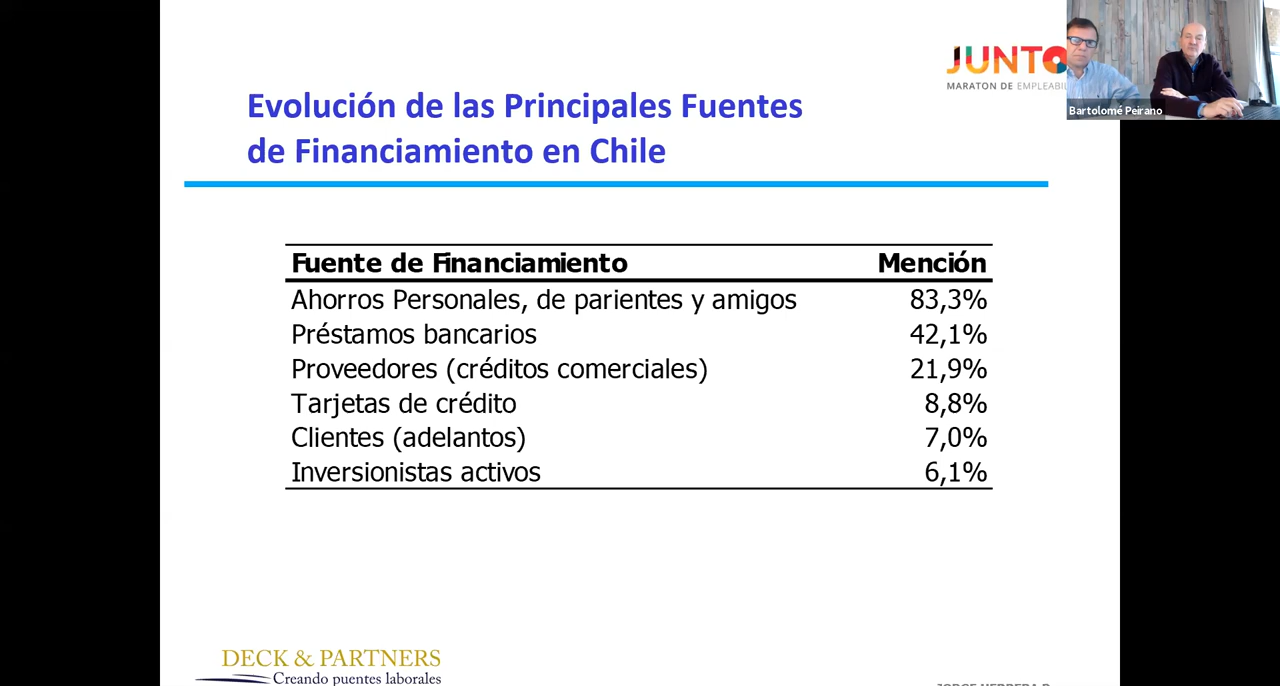 JUNTO
MARATON DE EMPLEABIL
Bartolomé Peirano
Evolución de las Principales Fuentes
de Financiamiento en Chile
Fuente de Financiamiento Mención
Ahorros Personales, de parientes y amigos 83,3%
Préstamos bancarios 42,1%
Proveedores (créditos comerciales) 21,9%
Tarjetas de crédito 8,8%
Clientes (adelantos) 7,0%
Inversionistas activos 6,1%
DECK & PARTNERS
Creando puentes laborales